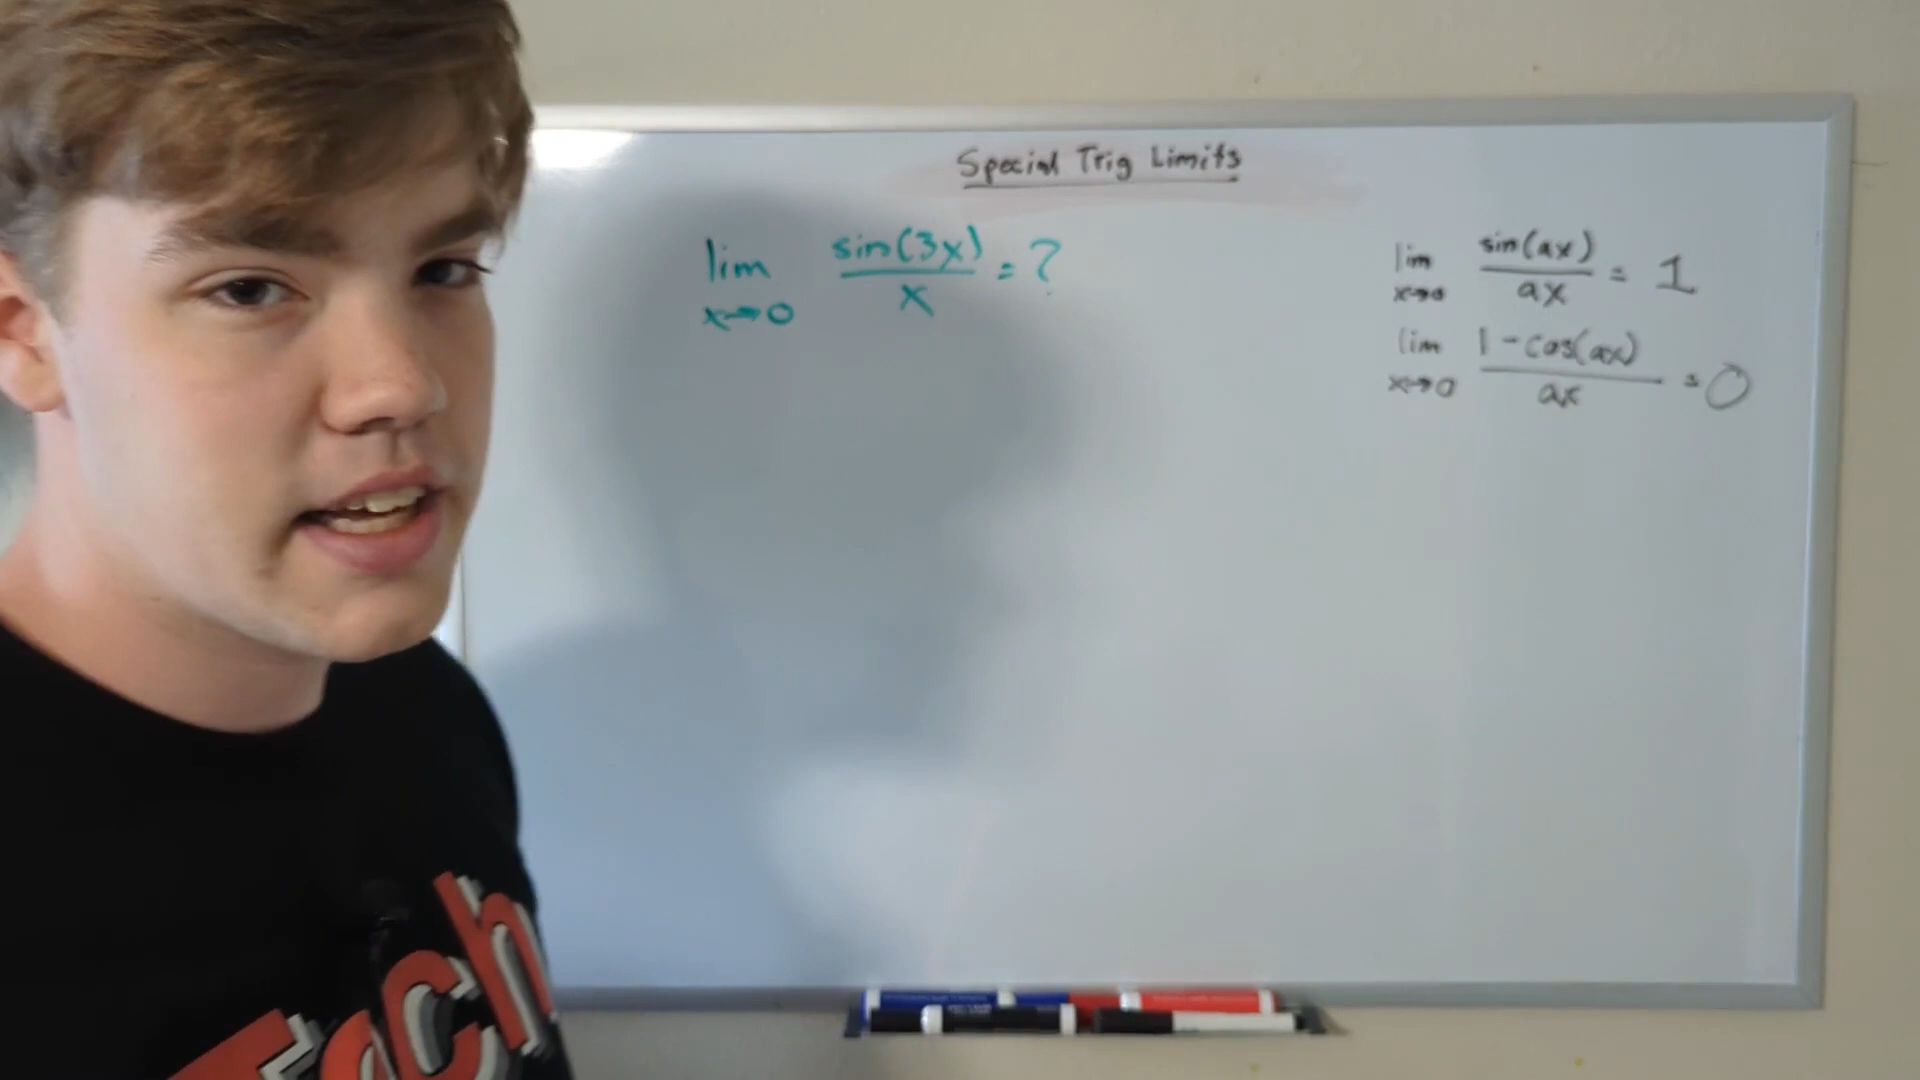 Special Trig Limits
lim x→0 sin(3x)/x = ?
lim x→0 sin(ax)/ax = 1
lim x→0 1-cos(ax)/ax = 0
Tech